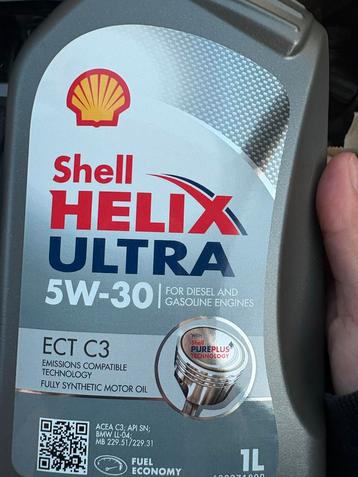 Shell
HELIX
ULTRA
5W-30
FOR DIESEL AND
GASOLINE ENGINES
ECT C3
EMISSIONS COMPATIBLE
TECHNOLOGY
FULLY SYNTHETIC MOTOR OIL
WITH
Shell
PUREPLUS
TECHNOLOGY
ACEA C3; API SN;
BMW LL-04;
MB 229.51/229.31
FUEL
ECONOMY
1L